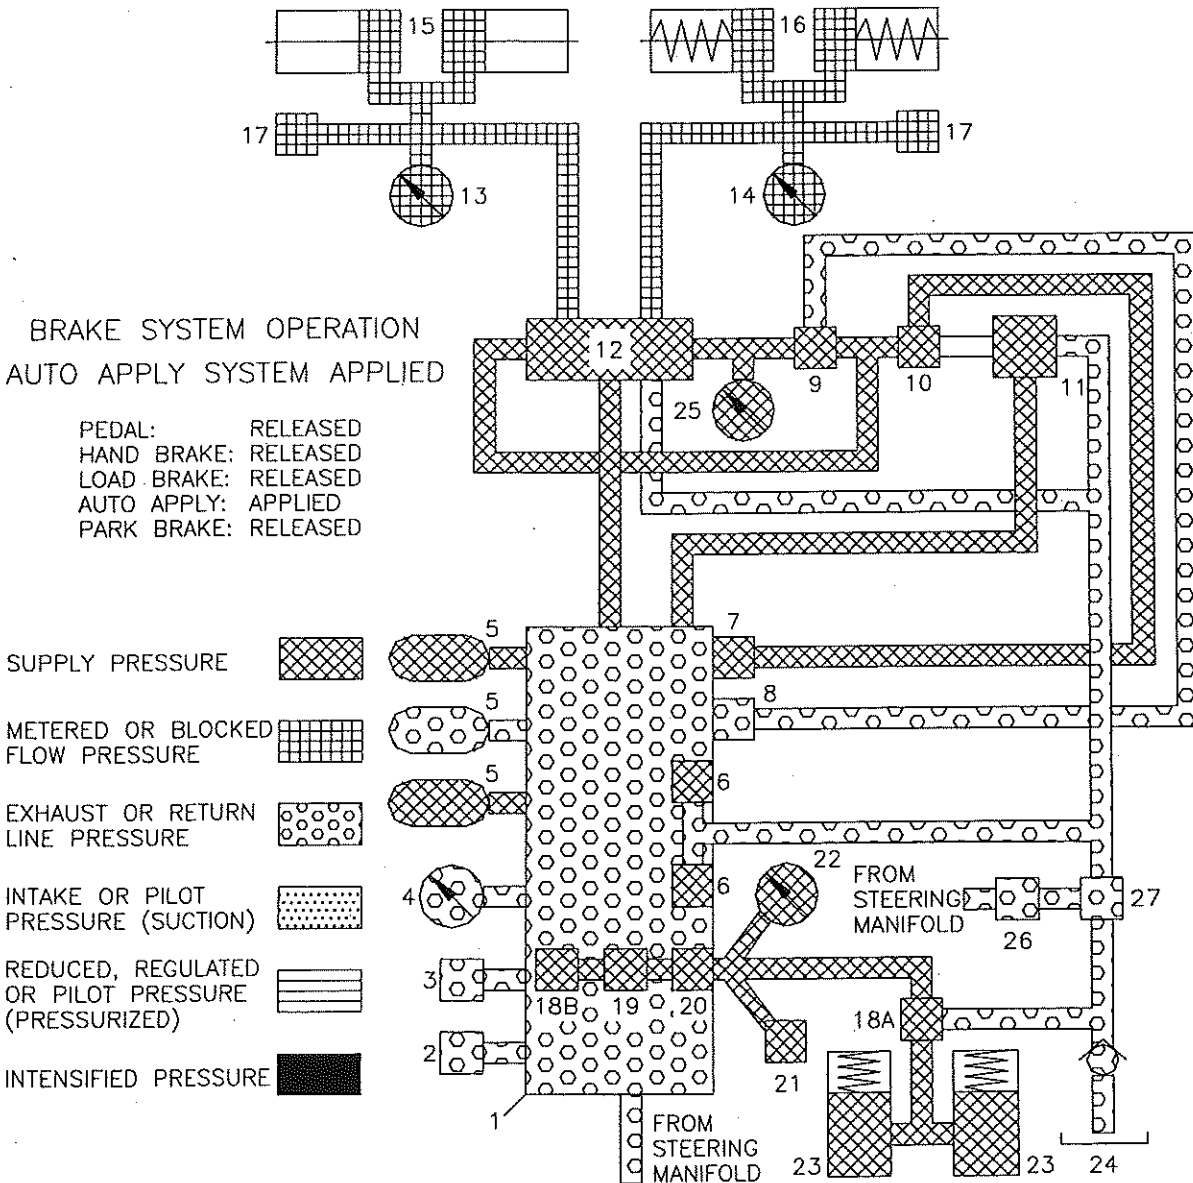 15
16
17
17
13
14
BRAKE SYSTEM OPERATION
AUTO APPLY SYSTEM APPLIED
12
9
10
11
25
PEDAL: RELEASED
HAND BRAKE: RELEASED
LOAD BRAKE: RELEASED
AUTO APPLY: APPLIED
PARK BRAKE: RELEASED
5
7
SUPPLY PRESSURE
5
8
METERED OR BLOCKED
FLOW PRESSURE
5
6
EXHAUST OR RETURN
LINE PRESSURE
22
4
6
FROM
STEERING
MANIFOLD
26
27
INTAKE OR PILOT
PRESSURE (SUCTION)
3
18B
19
20
18A
REDUCED, REGULATED
OR PILOT PRESSURE
(PRESSURIZED)
2
21
INTENSIFIED PRESSURE
1
FROM
STEERING
MANIFOLD
23
23
24